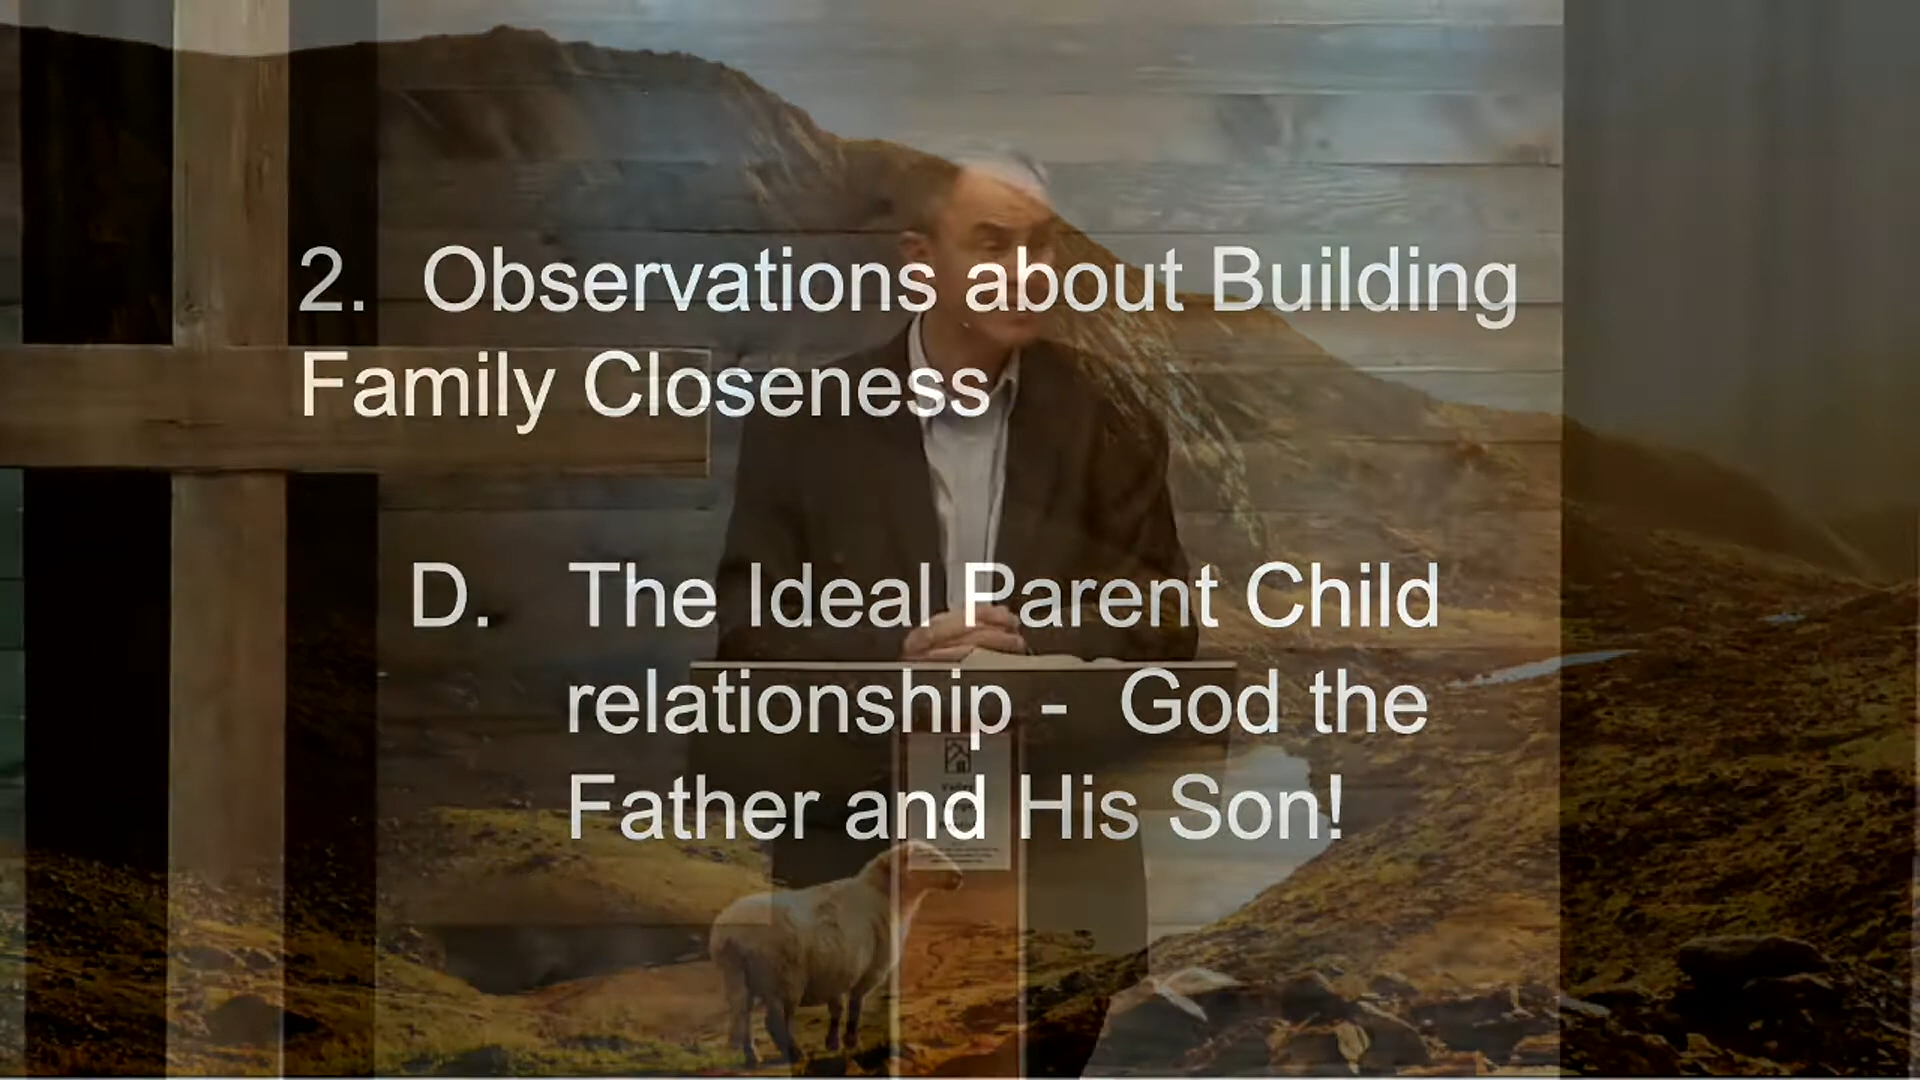 2. Observations about Building
Family Closeness
D. The Ideal Parent Child
relationship - God the
Father and His Son!